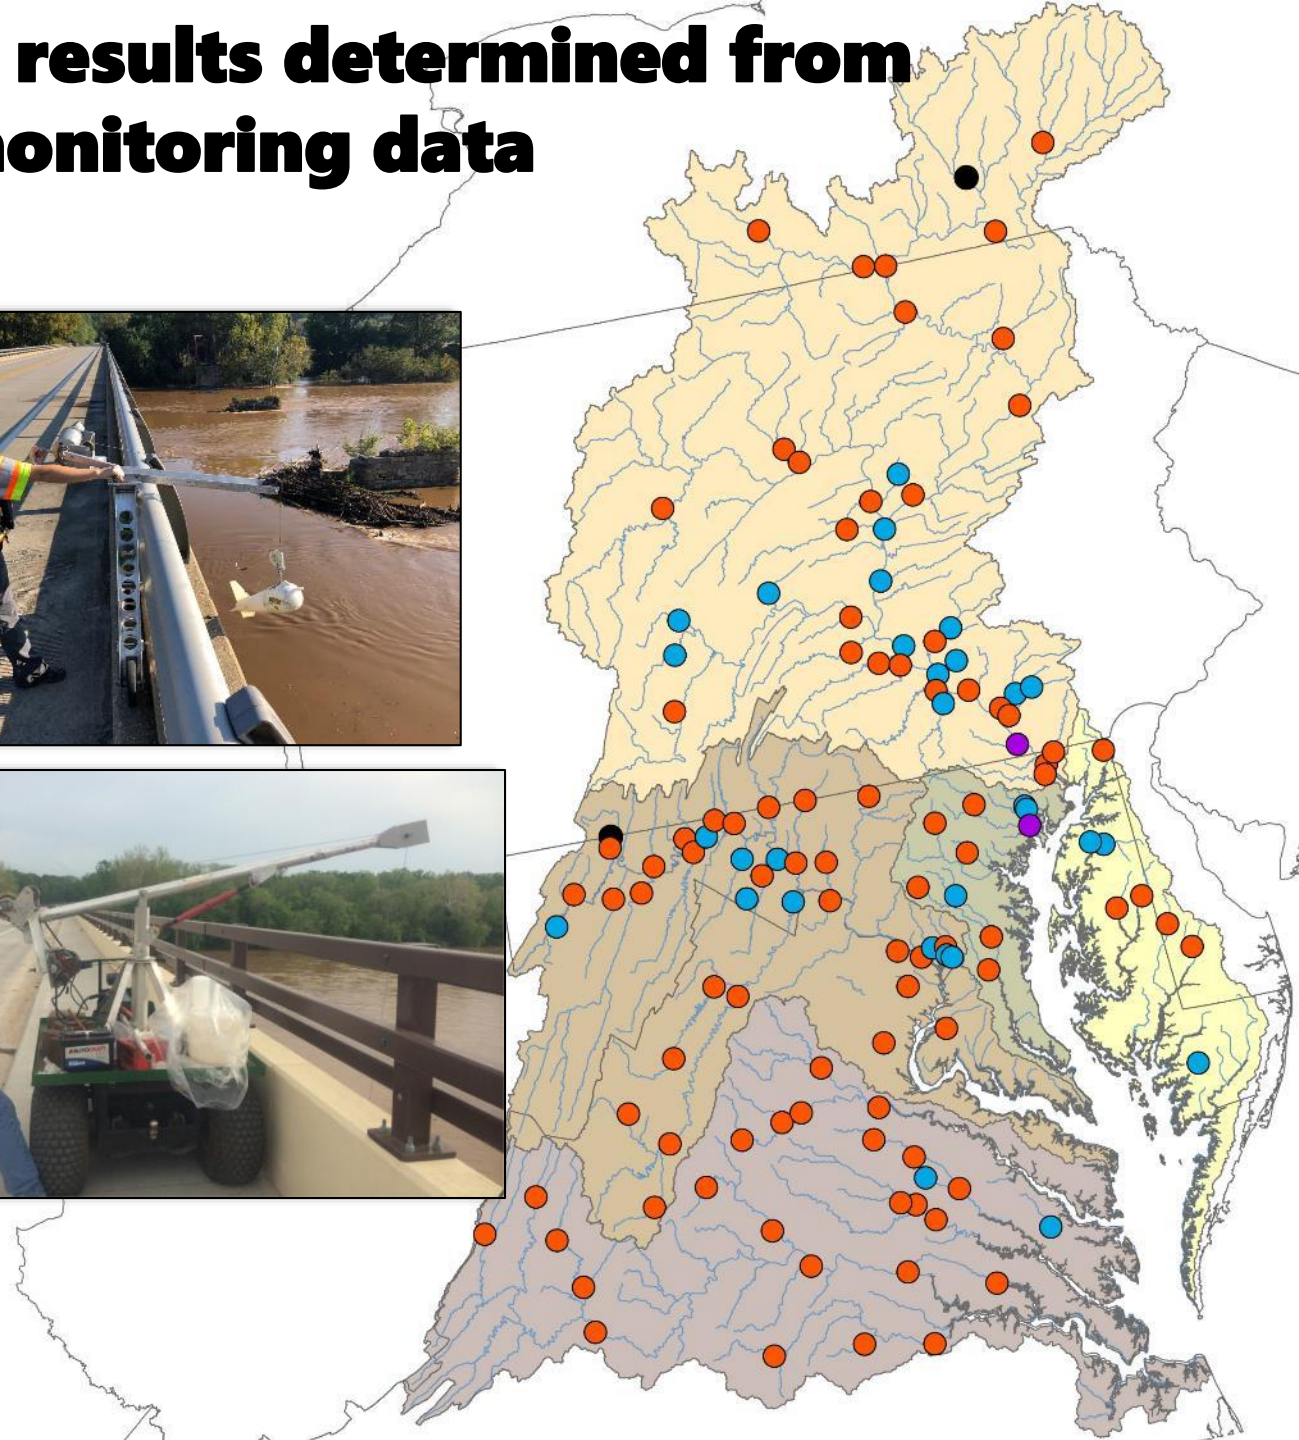 results determined from
onitoring data